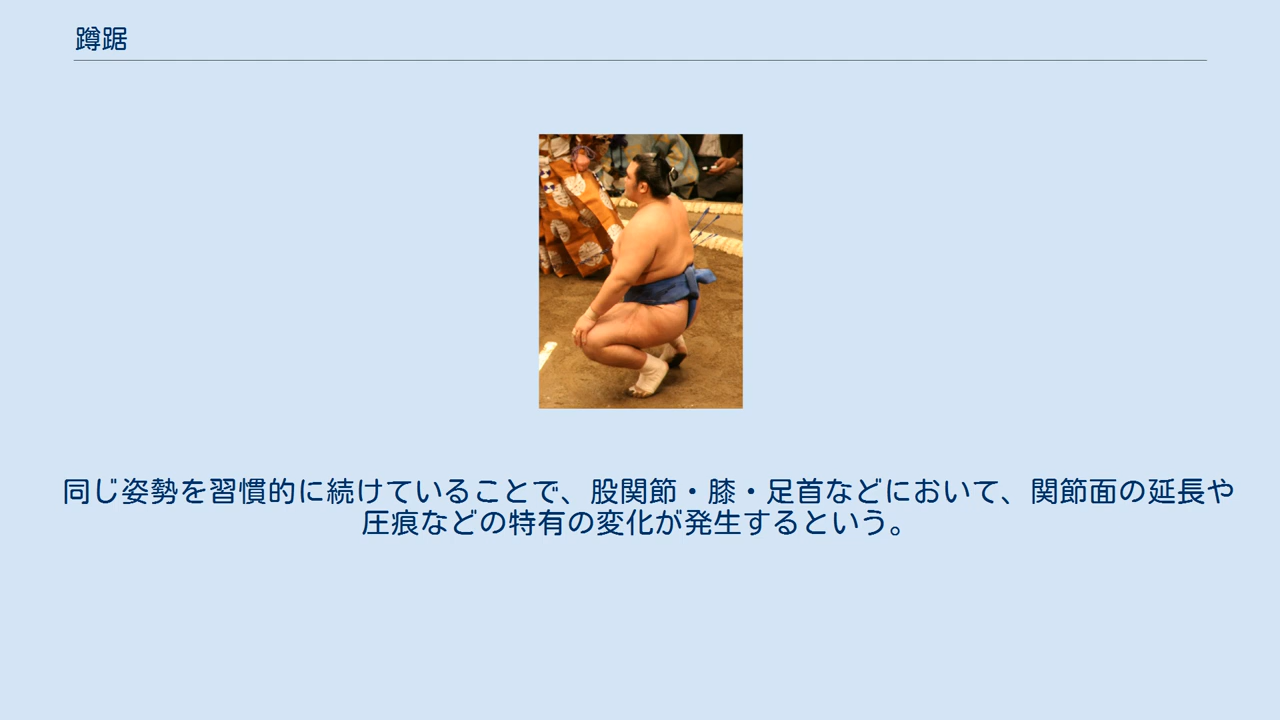 蹲踞
同じ姿勢を習慣的に続けていることで、股関節・膝・足首などにおいて、関節面の延長や
圧痕などの特有の変化が発生するという。